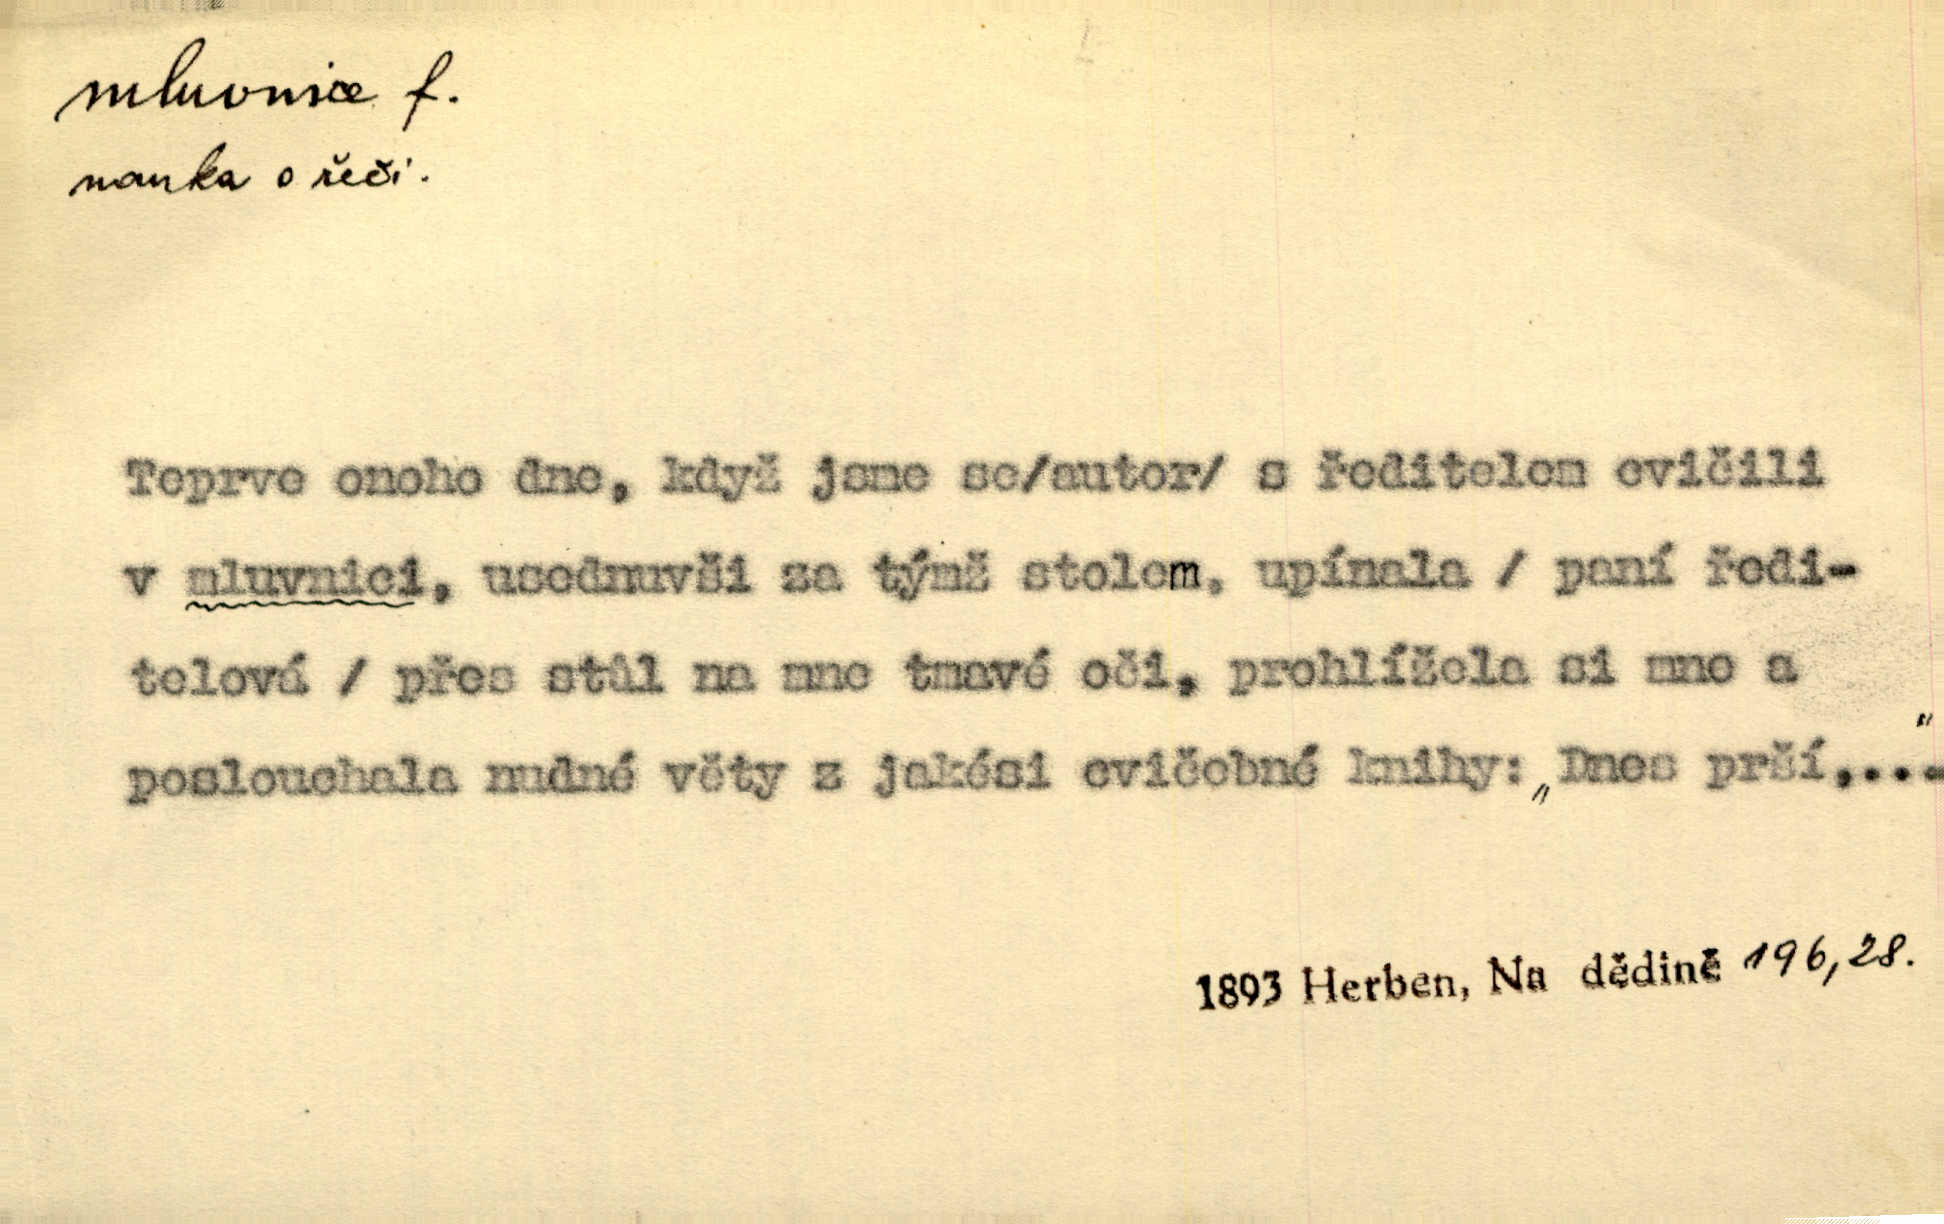 mluvnice f.
nauka o řeči.
Teprve onoho dne, když jsme se/autor/ s ředitelem cvičili
v mluvnici, usednuvši za týmž stolem, upínala / paní ředi-
telová / přes stůl na mne tmavé oči, prohlížela si mne a
poslouchala nudné věty z jakési cvičebné knihy: „Dnes prší,..."
1893 Herben, Na dědině 196,28.